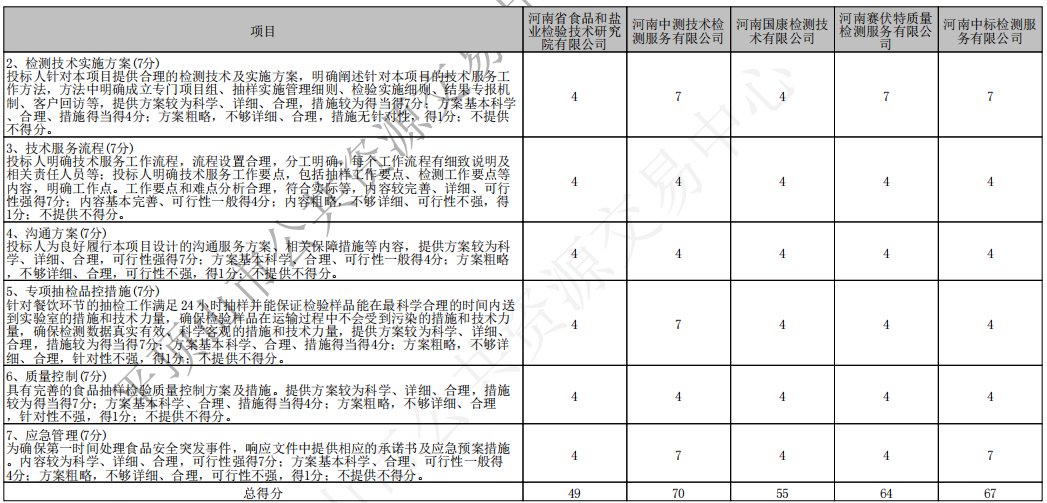 项目
河南省食品和盐
业检验技术研究
院有限公司
河南中测技术检
测服务有限公司
河南国康检测技
术有限公司
河南赛伏特质量
检测服务有限公
司
河南中标检测服
务有限公司
2、检测技术实施方案(7分)
投标人针对本项目提供合理的检测技术及实施方案，明确阐述针对本项目的技术服务工
作方法，方法中明确成立专门项目组、抽样实施管理细则、检验实施细则、结果专报机
制、客户回访等，提供方案较为科学、详细、合理，措施较为得当得7分；方案基本科学
、合理、措施得当得4分；方案粗略，不够详细、合理，措施无针对性，得1分；不提供
不得分。
4 7 4 7 7
3、技术服务流程(7分)
投标人明确技术服务工作流程，流程设置合理，分工明确，每个工作流程有细致说明及
相关责任人员等；投标人明确技术服务工作要点，包括抽样工作要点、检测工作要点等
内容，明确工作点。工作要点和难点分析合理，符合实际等，内容较完善、详细、可行
性强得7分；内容基本完善、可行性一般得4分；内容粗略，不够详细、可行性不强，得
1分；不提供不得分。
4 4 4 4 4
4、沟通方案(7分)
投标人为良好履行本项目设计的沟通服务方案、相关保障措施等内容，提供方案较为科
学、详细、合理，可行性强得7分；方案基本科学、合理、可行性一般得4分；方案粗略
，不够详细、合理，可行性不强，得1分；不提供不得分。
4 4 4 4 4
5、专项抽检品控措施(7分)
针对餐饮环节的抽检工作满足24小时抽样并能保证检验样品能在最科学合理的时间内送
到实验室的措施和技术力量，确保检验样品在运输过程中不会受到污染的措施和技术力
量，确保检测数据真实有效、科学客观的措施和技术力量，提供方案较为科学、详细、
合理，措施较为得当得7分；方案基本科学、合理、措施得当得4分；方案粗略，不够详
细、合理，针对性不强，得1分；不提供不得分。
4 7 4 4 4
6、质量控制(7分)
具有完善的食品抽样检验质量控制方案及措施。提供方案较为科学、详细、合理，措施
较为得当得7分；方案基本科学、合理、措施得当得4分；方案粗略，不够详细、合理
，针对性不强，得1分；不提供不得分。
4 4 4 4 4
7、应急管理(7分)
为确保第一时间处理食品安全突发事件，响应文件中提供相应的承诺书及应急预案措施
。内容较为科学、详细、合理，可行性强得7分；方案基本科学、合理、可行性一般得
4分；方案粗略，不够详细、合理，可行性不强，得1分；不提供不得分。
4 7 4 4 7
总得分 49 70 55 64 67
平顶山市公共资源交易中心
公共资源交易中心